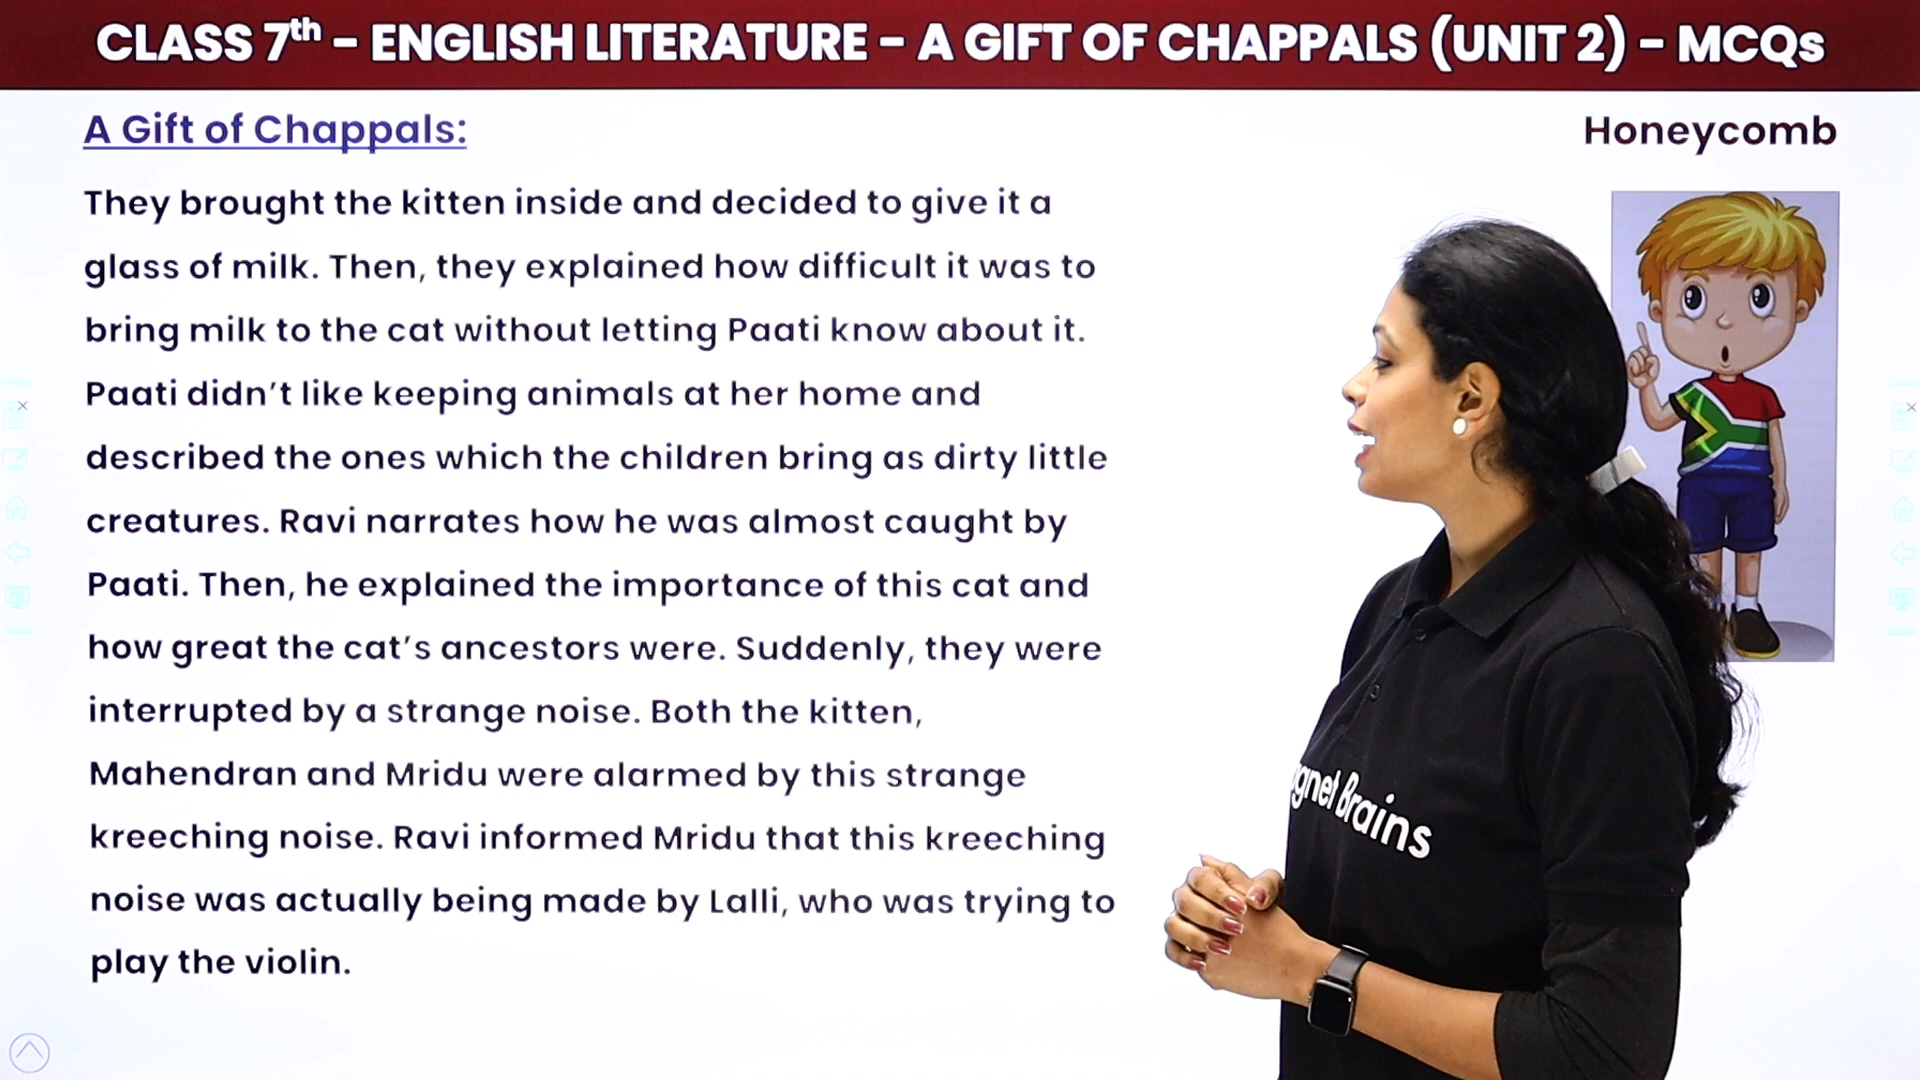 CLASS 7th – ENGLISH LITERATURE – A GIFT OF CHAPPALS (UNIT 2) – MCQs
A Gift of Chappals:
Honeycomb
They brought the kitten inside and decided to give it a
glass of milk. Then, they explained how difficult it was to
bring milk to the cat without letting Paati know about it.
Paati didn't like keeping animals at her home and
described the ones which the children bring as dirty little
creatures. Ravi narrates how he was almost caught by
Paati. Then, he explained the importance of this cat and
how great the cat's ancestors were. Suddenly, they were
interrupted by a strange noise. Both the kitten,
Mahendran and Mridu were alarmed by this strange
kreeching noise. Ravi informed Mridu that this kreeching
noise was actually being made by Lalli, who was trying to
play the violin.
gnet Brains